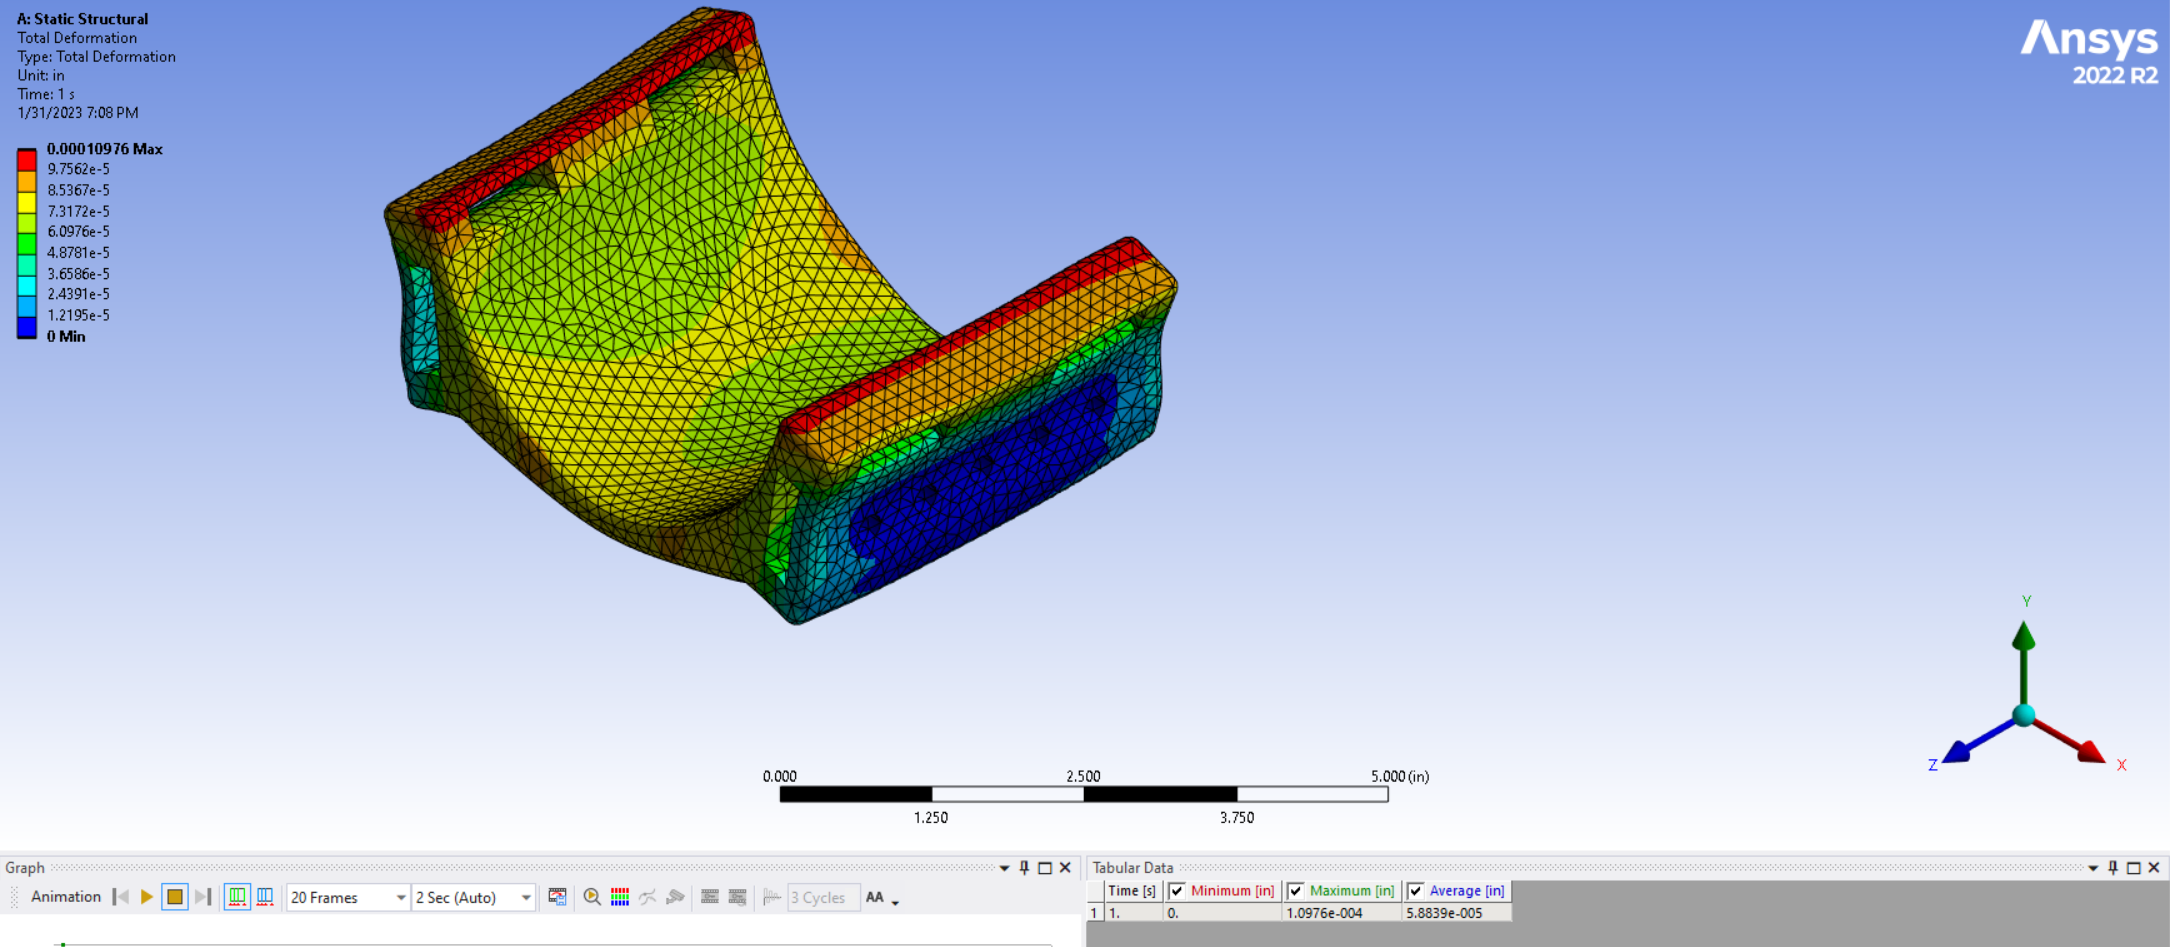 A: Static Structural
Total Deformation
Type: Total Deformation
Unit: in
Time: 1 s
1/31/2023 7:08 PM
0.00010976 Max
9.7562e-5
8.5367e-5
7.3172e-5
6.0976e-5
4.8781e-5
3.6586e-5
2.4391e-5
1.2195e-5
0 Min
Ansys
2022 R2
Y
Z
X
0.000 2.500 5.000 (in)
1.250 3.750
Graph
Animation 20 Frames 2 Sec (Auto) 3 Cycles AA
Tabular Data
Time [s] Minimum [in] Maximum [in] Average [in]
1 1. 0. 1.0976e-004 5.8839e-005